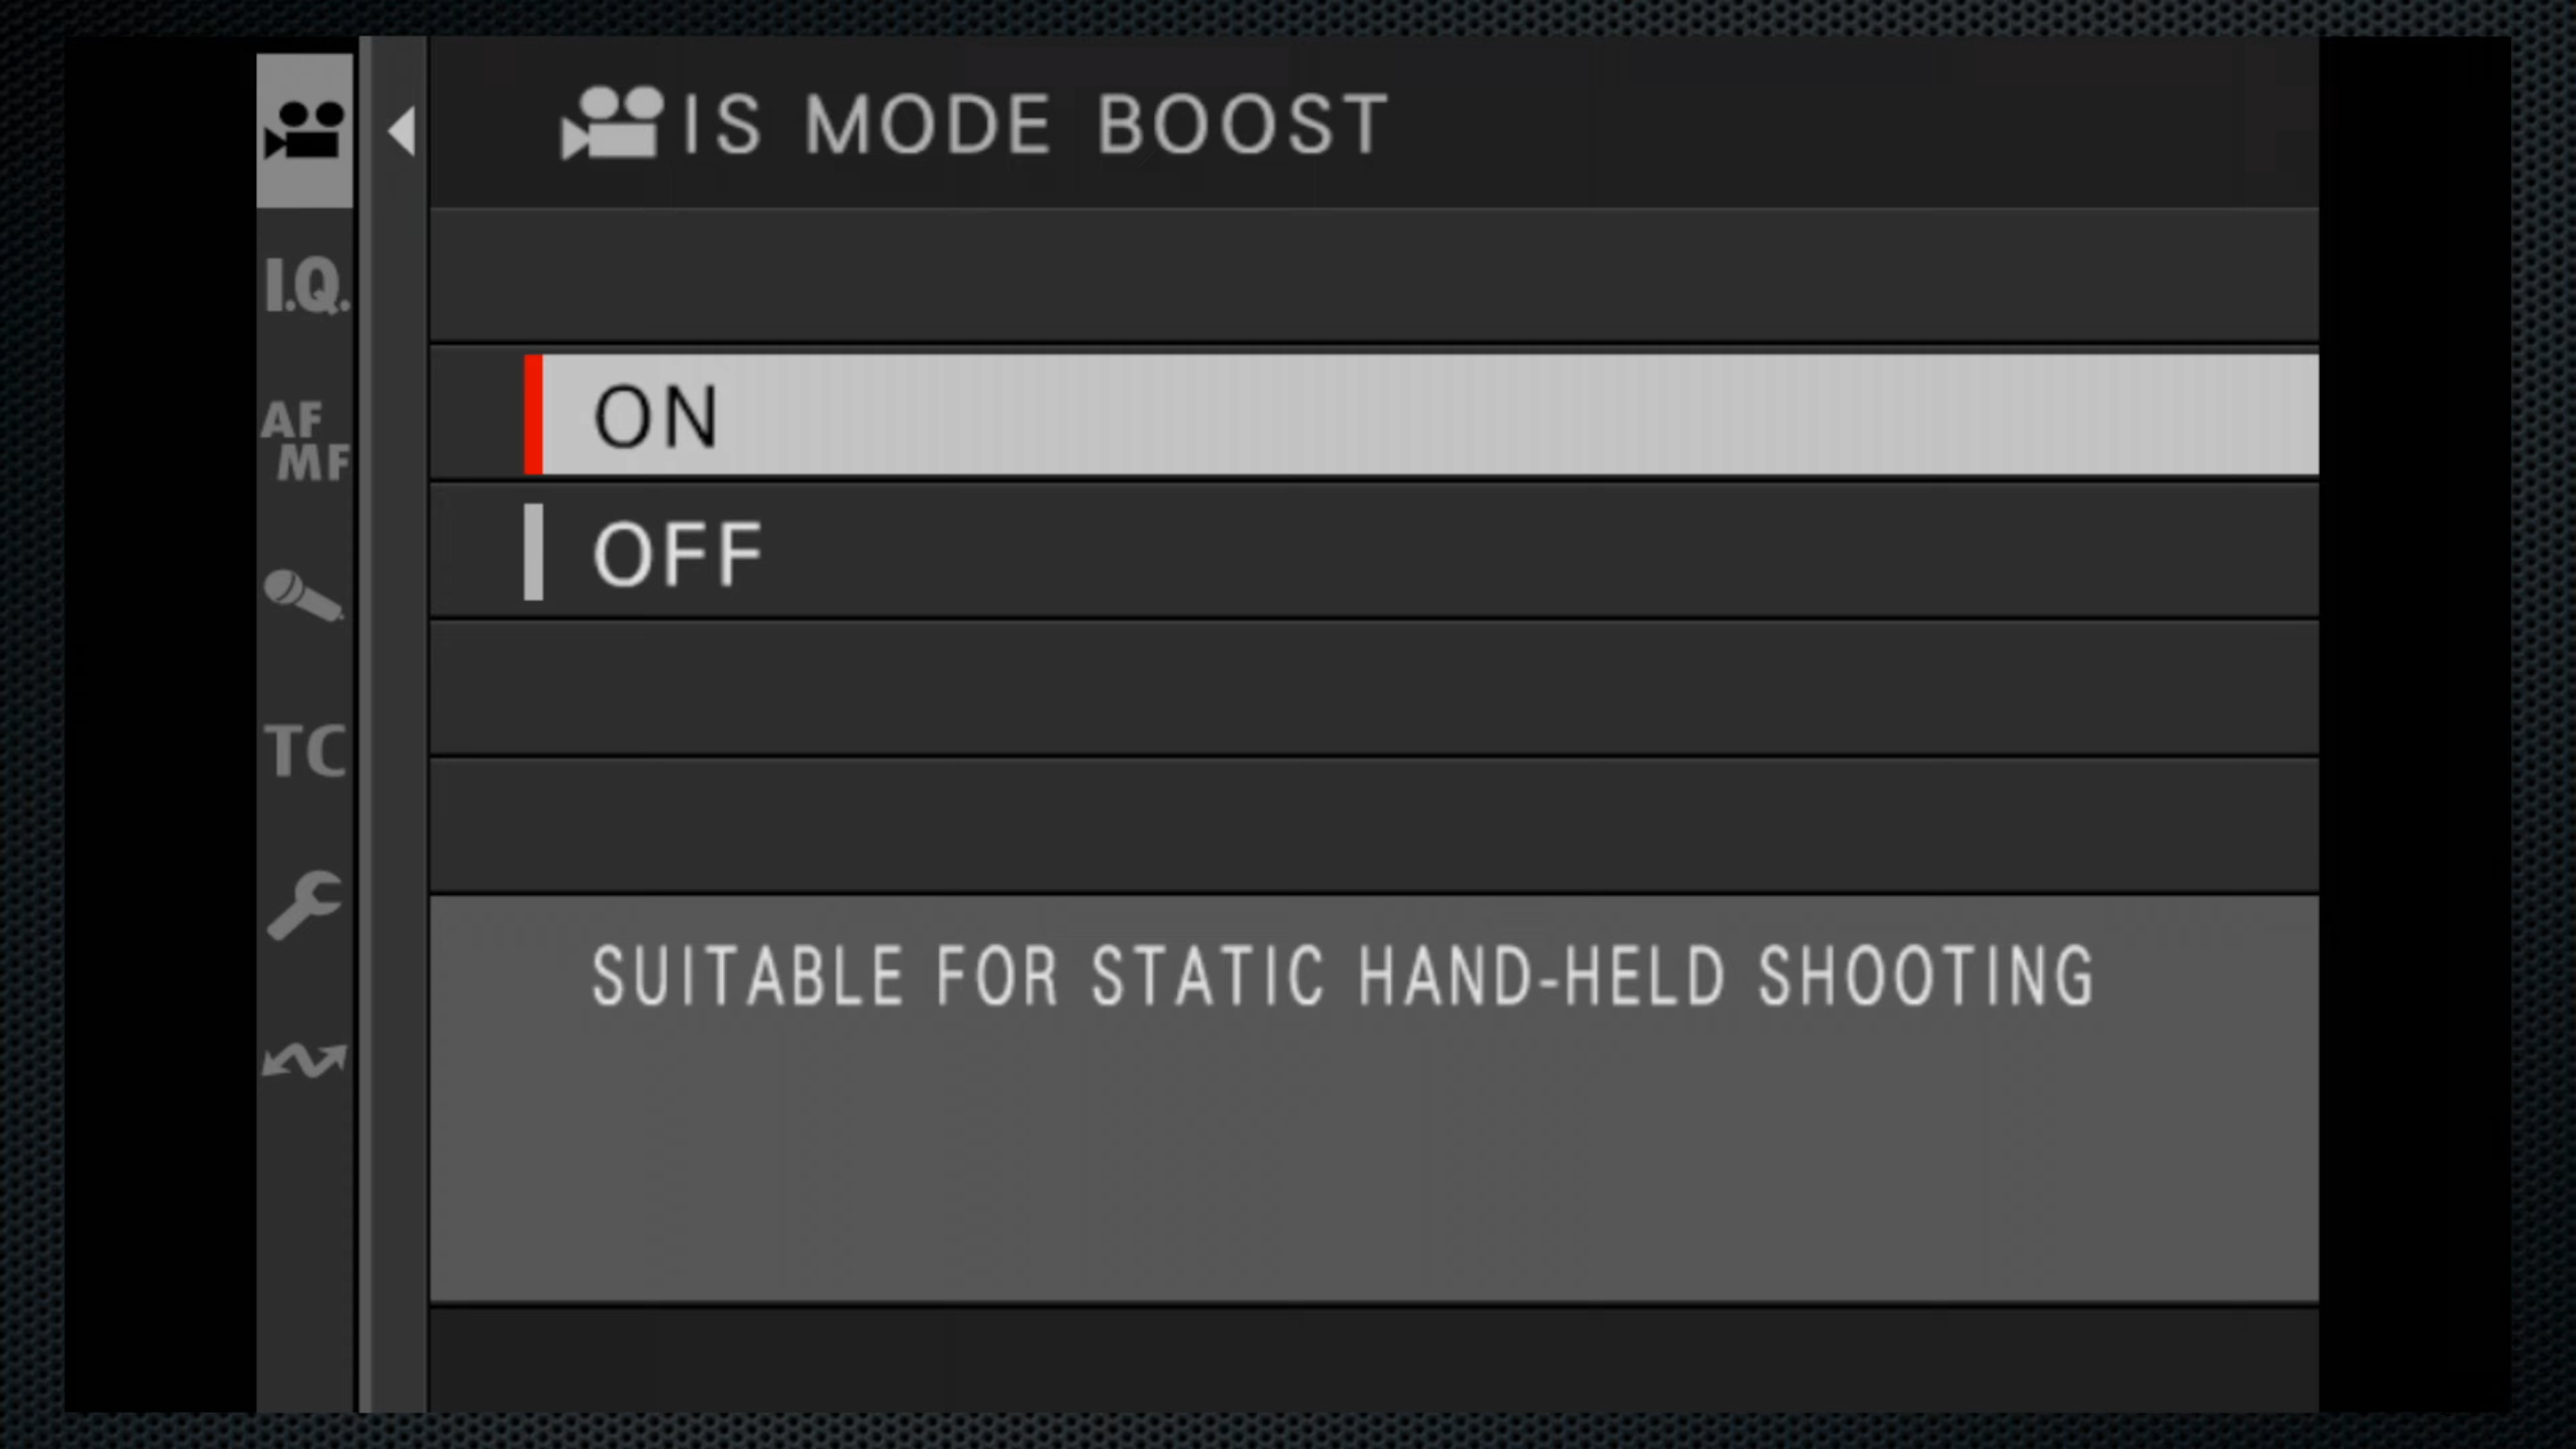 IS MODE BOOST
I.Q.
AF
MF
TC
ON
OFF
SUITABLE FOR STATIC HAND-HELD SHOOTING